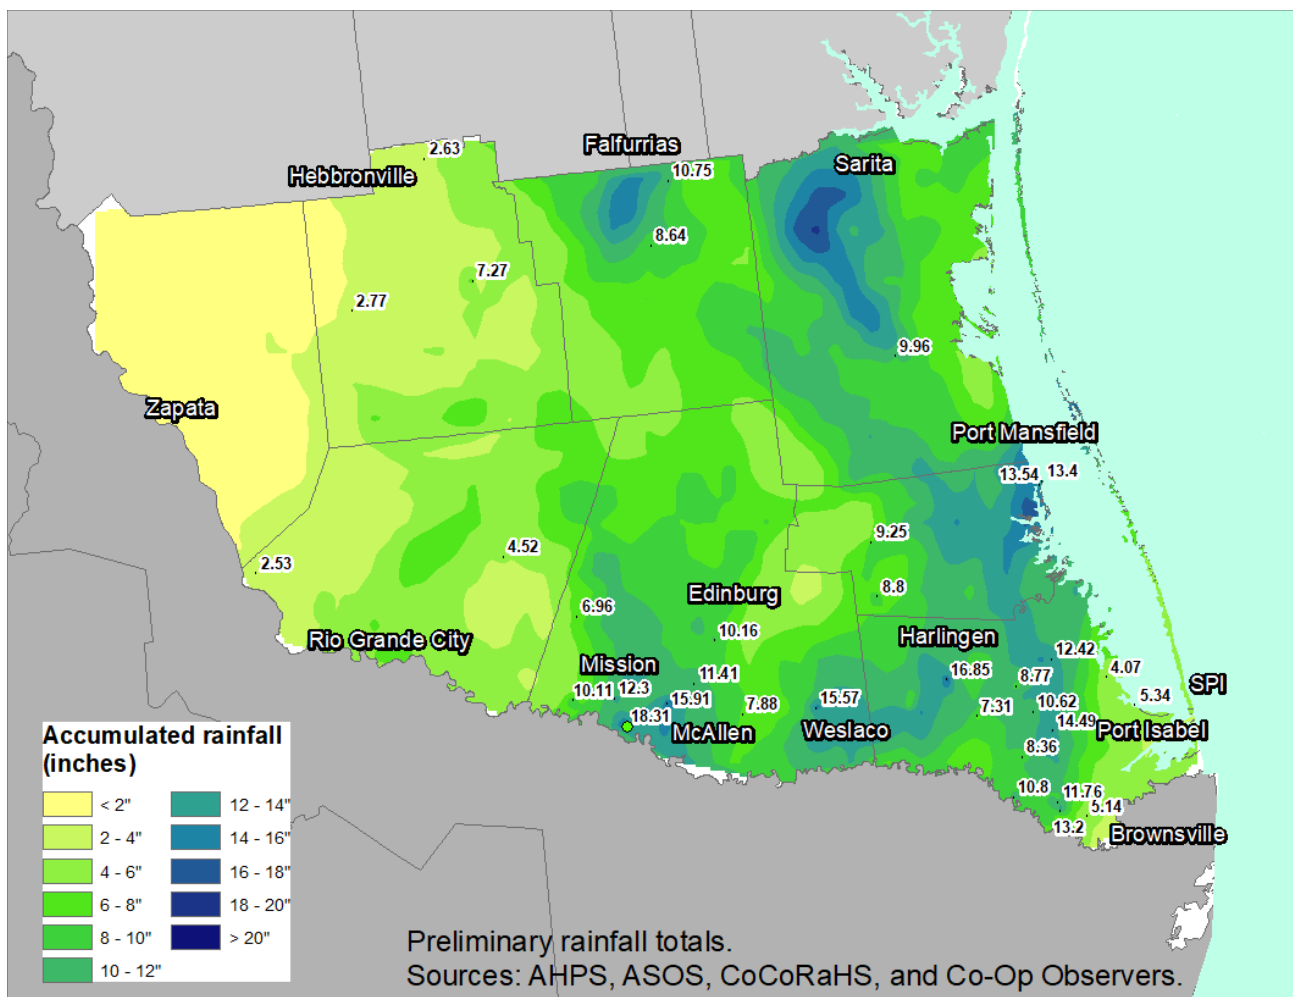 2.63
Falfurrias
Hebbronville
10.75
Sarita
8.64
7.27
2.77
9.96
Zapata
Port Mansfield
13.54
13.4
9.25
4.52
2.53
8.8
Edinburg
6.96
10.16
Harlingen
Rio Grande City
Mission
12.42
11.41
16.85
8.77
4.07
SPI
10.11
12.3
15.91
15.57
5.34
18.31
7.88
7.31
10.62
McAllen
Weslaco
14.49
Port Isabel
8.36
10.8
11.76
5.14
13.2
Brownsville
Accumulated rainfall
(inches)
< 2"
2 - 4"
4 - 6"
6 - 8"
8 - 10"
10 - 12"
12 - 14"
14 - 16"
16 - 18"
18 - 20"
> 20"
Preliminary rainfall totals.
Sources: AHPS, ASOS, CoCoRaHS, and Co-Op Observers.